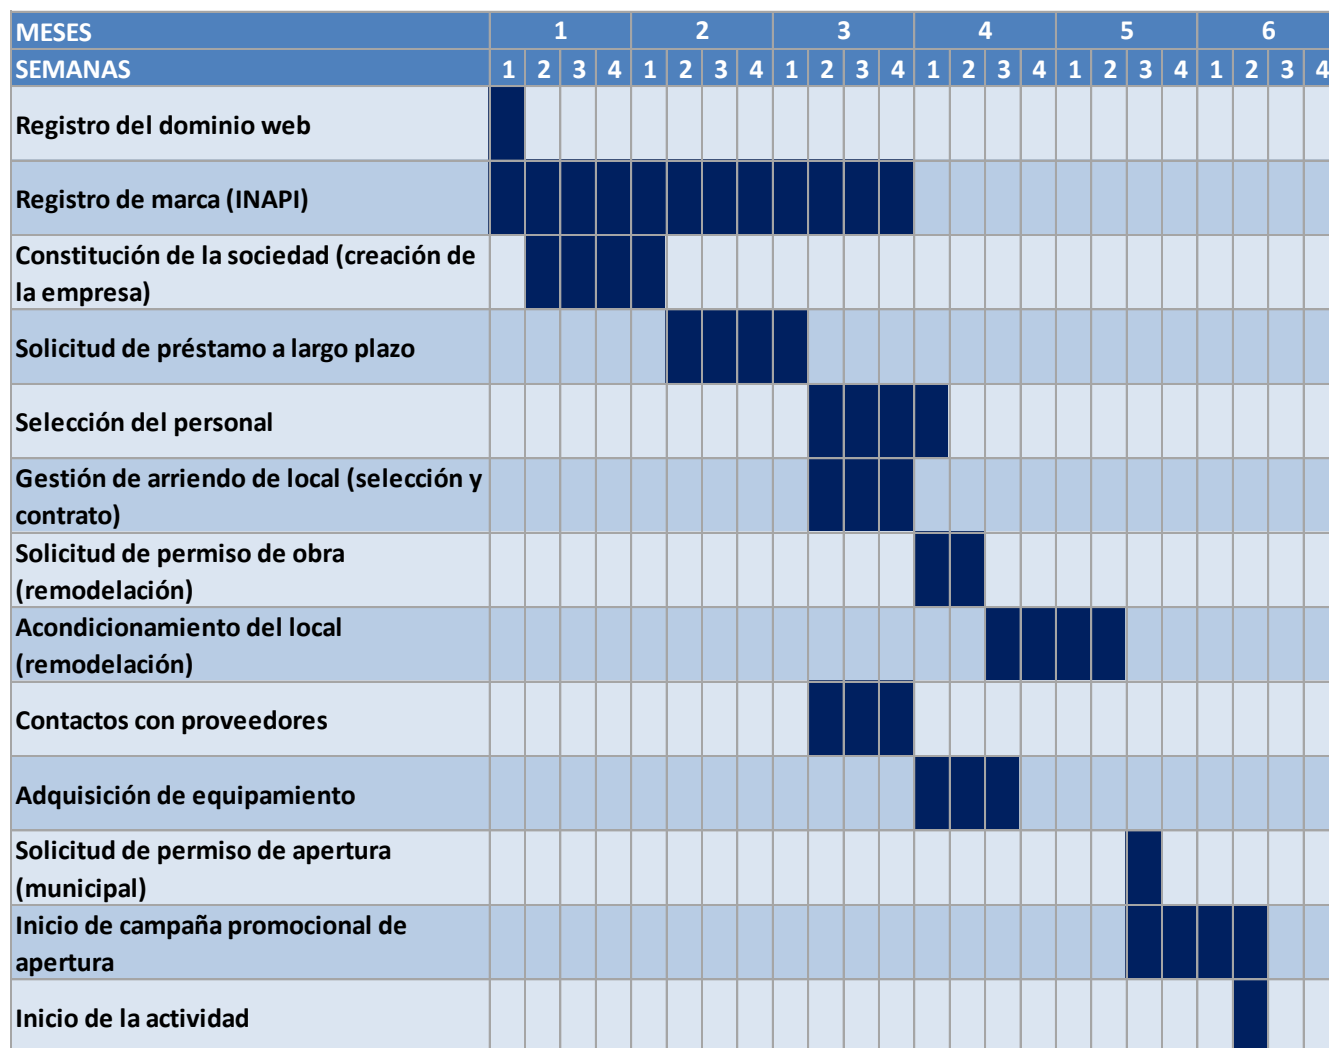 MESES 1 2 3 4 5 6
SEMANAS 1 2 3 4 1 2 3 4 1 2 3 4 1 2 3 4 1 2 3 4 1 2 3 4
Registro del dominio web
Registro de marca (INAPI)
Constitución de la sociedad (creación de
la empresa)
Solicitud de préstamo a largo plazo
Selección del personal
Gestión de arriendo de local (selección y
contrato)
Solicitud de permiso de obra
(remodelación)
Acondicionamiento del local
(remodelación)
Contactos con proveedores
Adquisición de equipamiento
Solicitud de permiso de apertura
(municipal)
Inicio de campaña promocional de
apertura
Inicio de la actividad